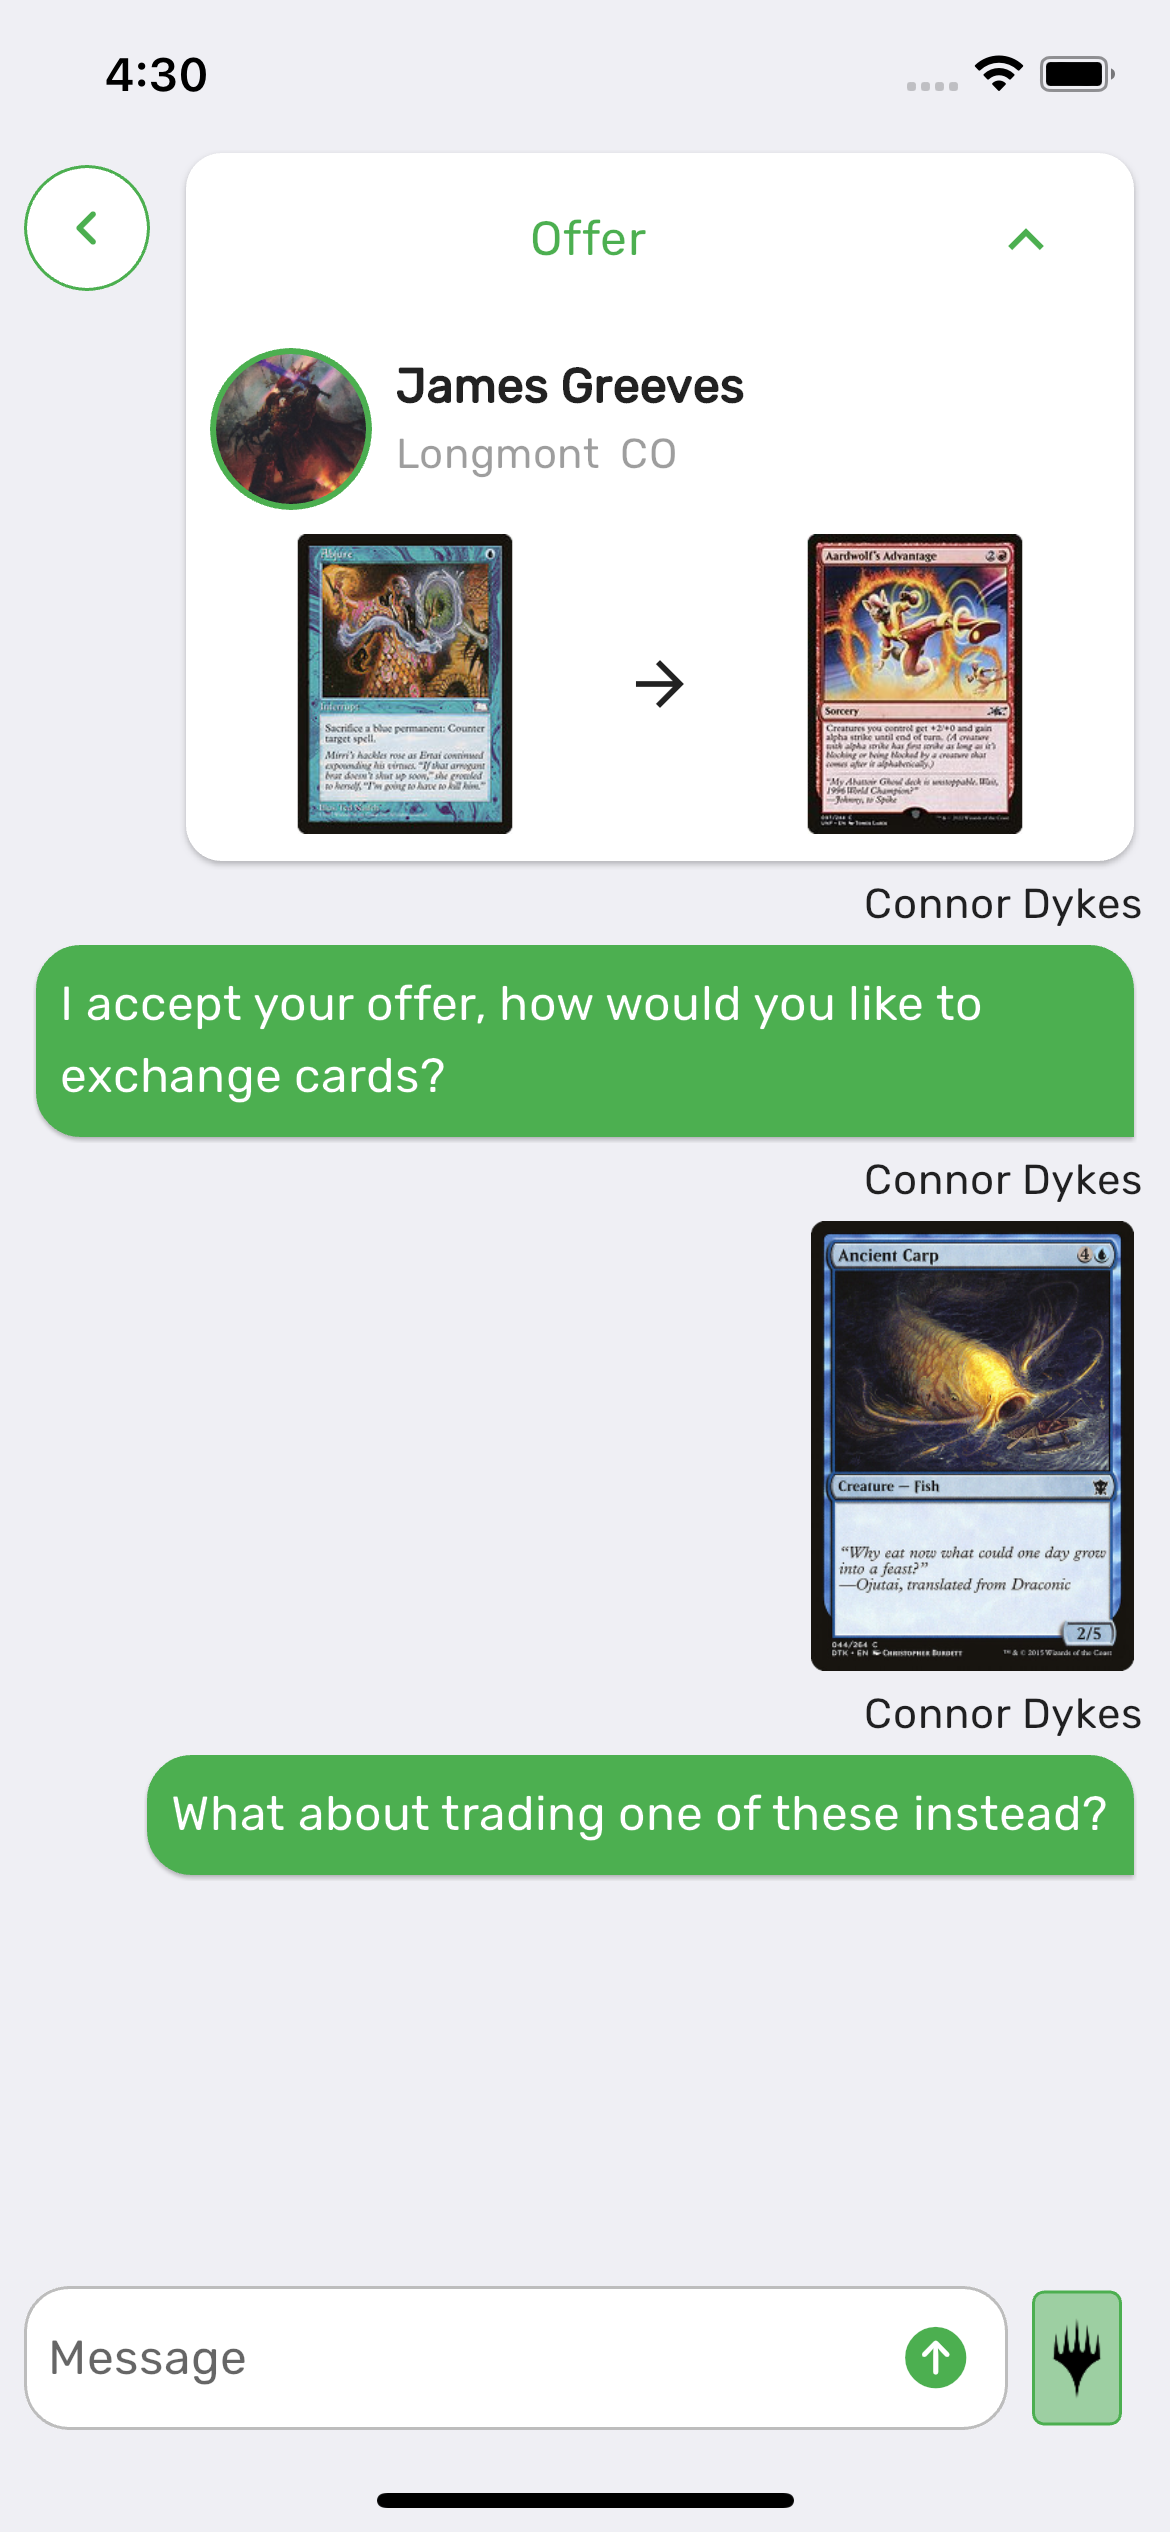 4:30
Offer
James Greeves
Longmont CO
Abjure
Interrupt
Sacrifice a blue permanent: Counter
target spell.
Mirri's hackles rose as Ertai continued
expounding his virtues. "If that arrogant
brat doesn't shut up soon," she growled
to herself, "I'm going to have to kill him."
Aardwolf's Advantage
2
Sorcery
Creatures you control get +2/+0 and gain
alpha strike until end of turn. (A creature
with alpha strike has first strike as long as it's
blocking or being blocked by a creature that
comes after it alphabetically.)
"My Abattoir Ghoul deck is unstoppable. Wait,
1996 World Champion?"
—Johnny, to Spike
Connor Dykes
I accept your offer, how would you like to
exchange cards?
Connor Dykes
Ancient Carp
4
Creature — Fish
"Why eat now what could one day grow
into a feast?"
—Ojutai, translated from Draconic
2/5
044/264 C
DTK • EN Christopher Burdett
™ & © 2015 Wizards of the Coast
Connor Dykes
What about trading one of these instead?
Message